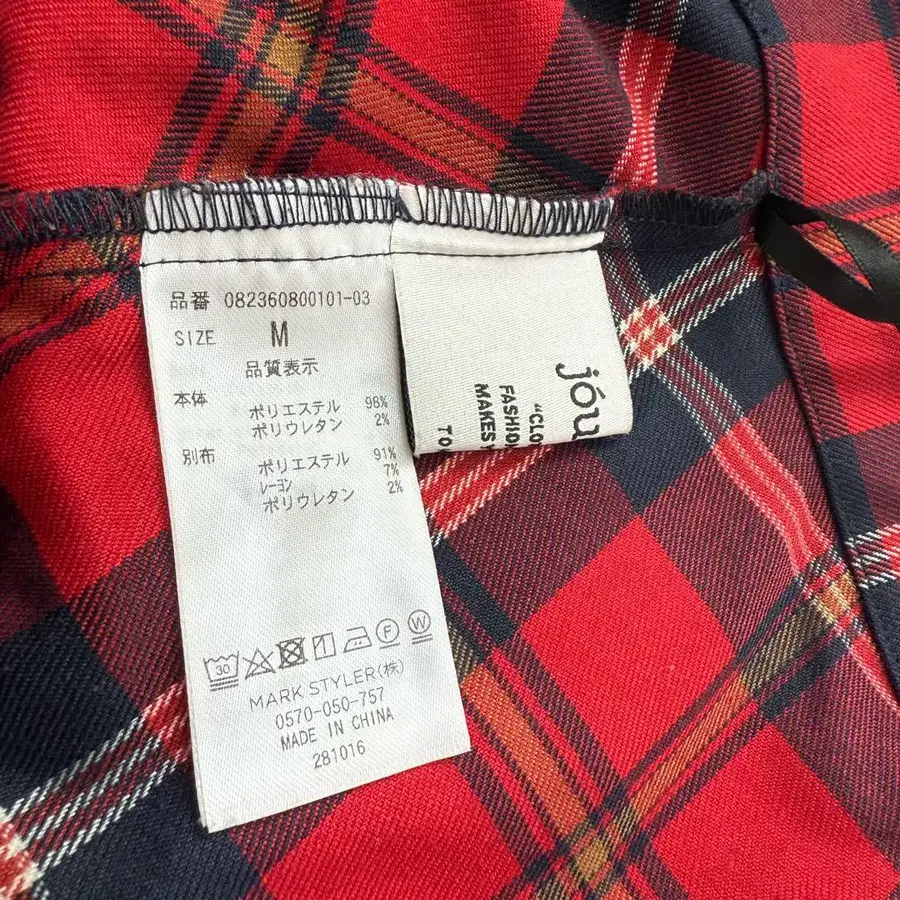 品番 082360800101-03
SIZE M
品質表示
本体 ポリエステル 98%
ポリウレタン 2%
別布 ポリエステル 91%
レーヨン 7%
ポリウレタン 2%
30 F W
MARK STYLER(株)
0570-050-757
MADE IN CHINA
281016
jóu
"CLO
FASHION
MAKES
TO